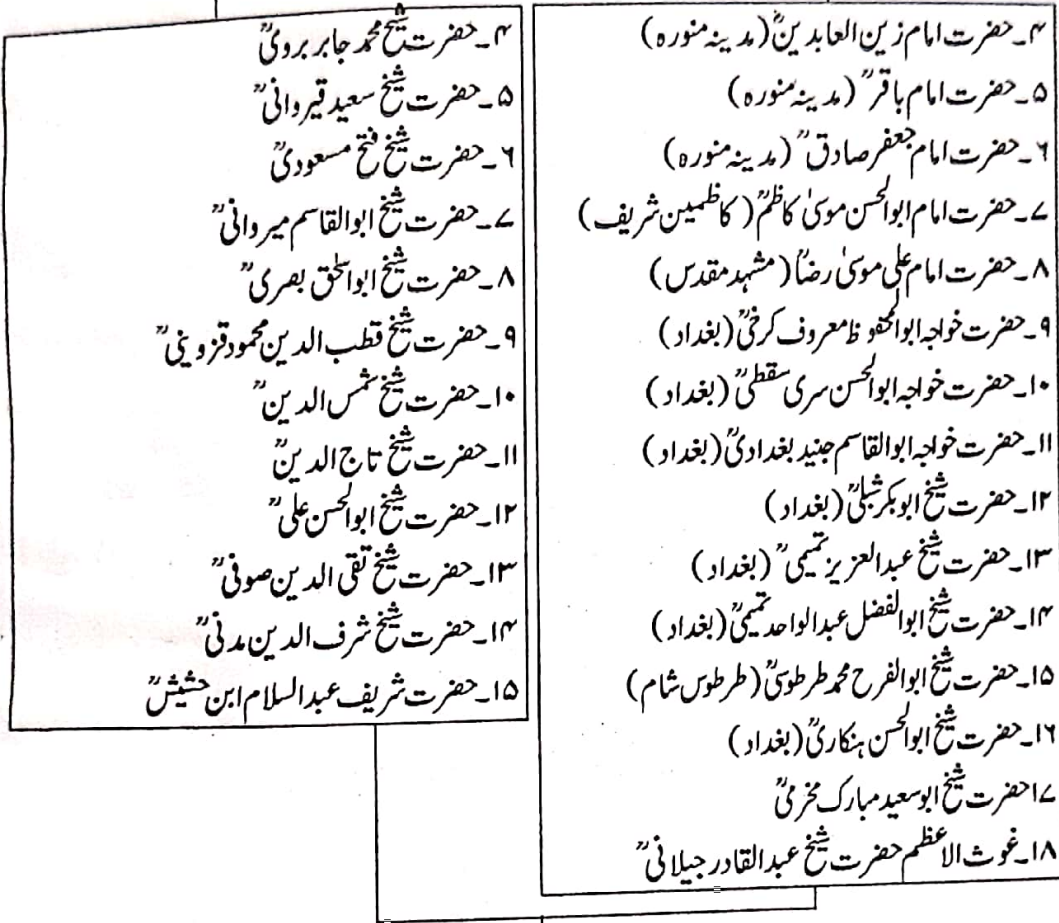 ۴۔حضرت امام زین العابدینؓ (مدینہ منورہ)
۵۔حضرت امام باقرؒ (مدینہ منورہ)
۶۔حضرت امام جعفر صادقؒ (مدینہ منورہ)
۷۔حضرت امام ابوالحسن موسیٰ کاظمؒ (کاظمین شریف)
۸۔حضرت امام علی موسیٰ رضاؒ (مشہد مقدس)
۹۔حضرت خواجہ ابوالمحفوظ معروف کرخیؒ (بغداد)
۱۰۔حضرت خواجہ ابوالحسن سری سقطیؒ (بغداد)
۱۱۔حضرت خواجہ ابوالقاسم جنید بغدادیؒ (بغداد)
۱۲۔حضرت شیخ ابوبکر شبلیؒ (بغداد)
۱۳۔حضرت شیخ عبدالعزیز تمیمیؒ (بغداد)
۱۴۔حضرت شیخ ابوالفضل عبدالواحد تمیمیؒ (بغداد)
۱۵۔حضرت شیخ ابوالفرح محمد طرطوسیؒ (طرطوس شام)
۱۶۔حضرت شیخ ابوالحسن ہنکاریؒ (بغداد)
۱۷حضرت شیخ ابوسعید مبارک مخرمیؒ
۱۸۔غوث الاعظم حضرت شیخ عبدالقادر جیلانیؒ
۴۔حضرت شیخ محمد جابر برویؒ
۵۔حضرت شیخ سعید قیروانیؒ
۶۔حضرت شیخ فتح مسعودیؒ
۷۔حضرت شیخ ابوالقاسم میروانیؒ
۸۔حضرت شیخ ابواسحٰق بصریؒ
۹۔حضرت شیخ قطب الدین محمود قزوینیؒ
۱۰۔حضرت شیخ شمس الدینؒ
۱۱۔حضرت شیخ تاج الدینؒ
۱۲۔حضرت شیخ ابوالحسن علیؒ
۱۳۔حضرت شیخ تقی الدین صوفیؒ
۱۴۔حضرت شیخ شرف الدین مدنیؒ
۱۵۔حضرت شریف عبدالسلام ابن حشیشؒ